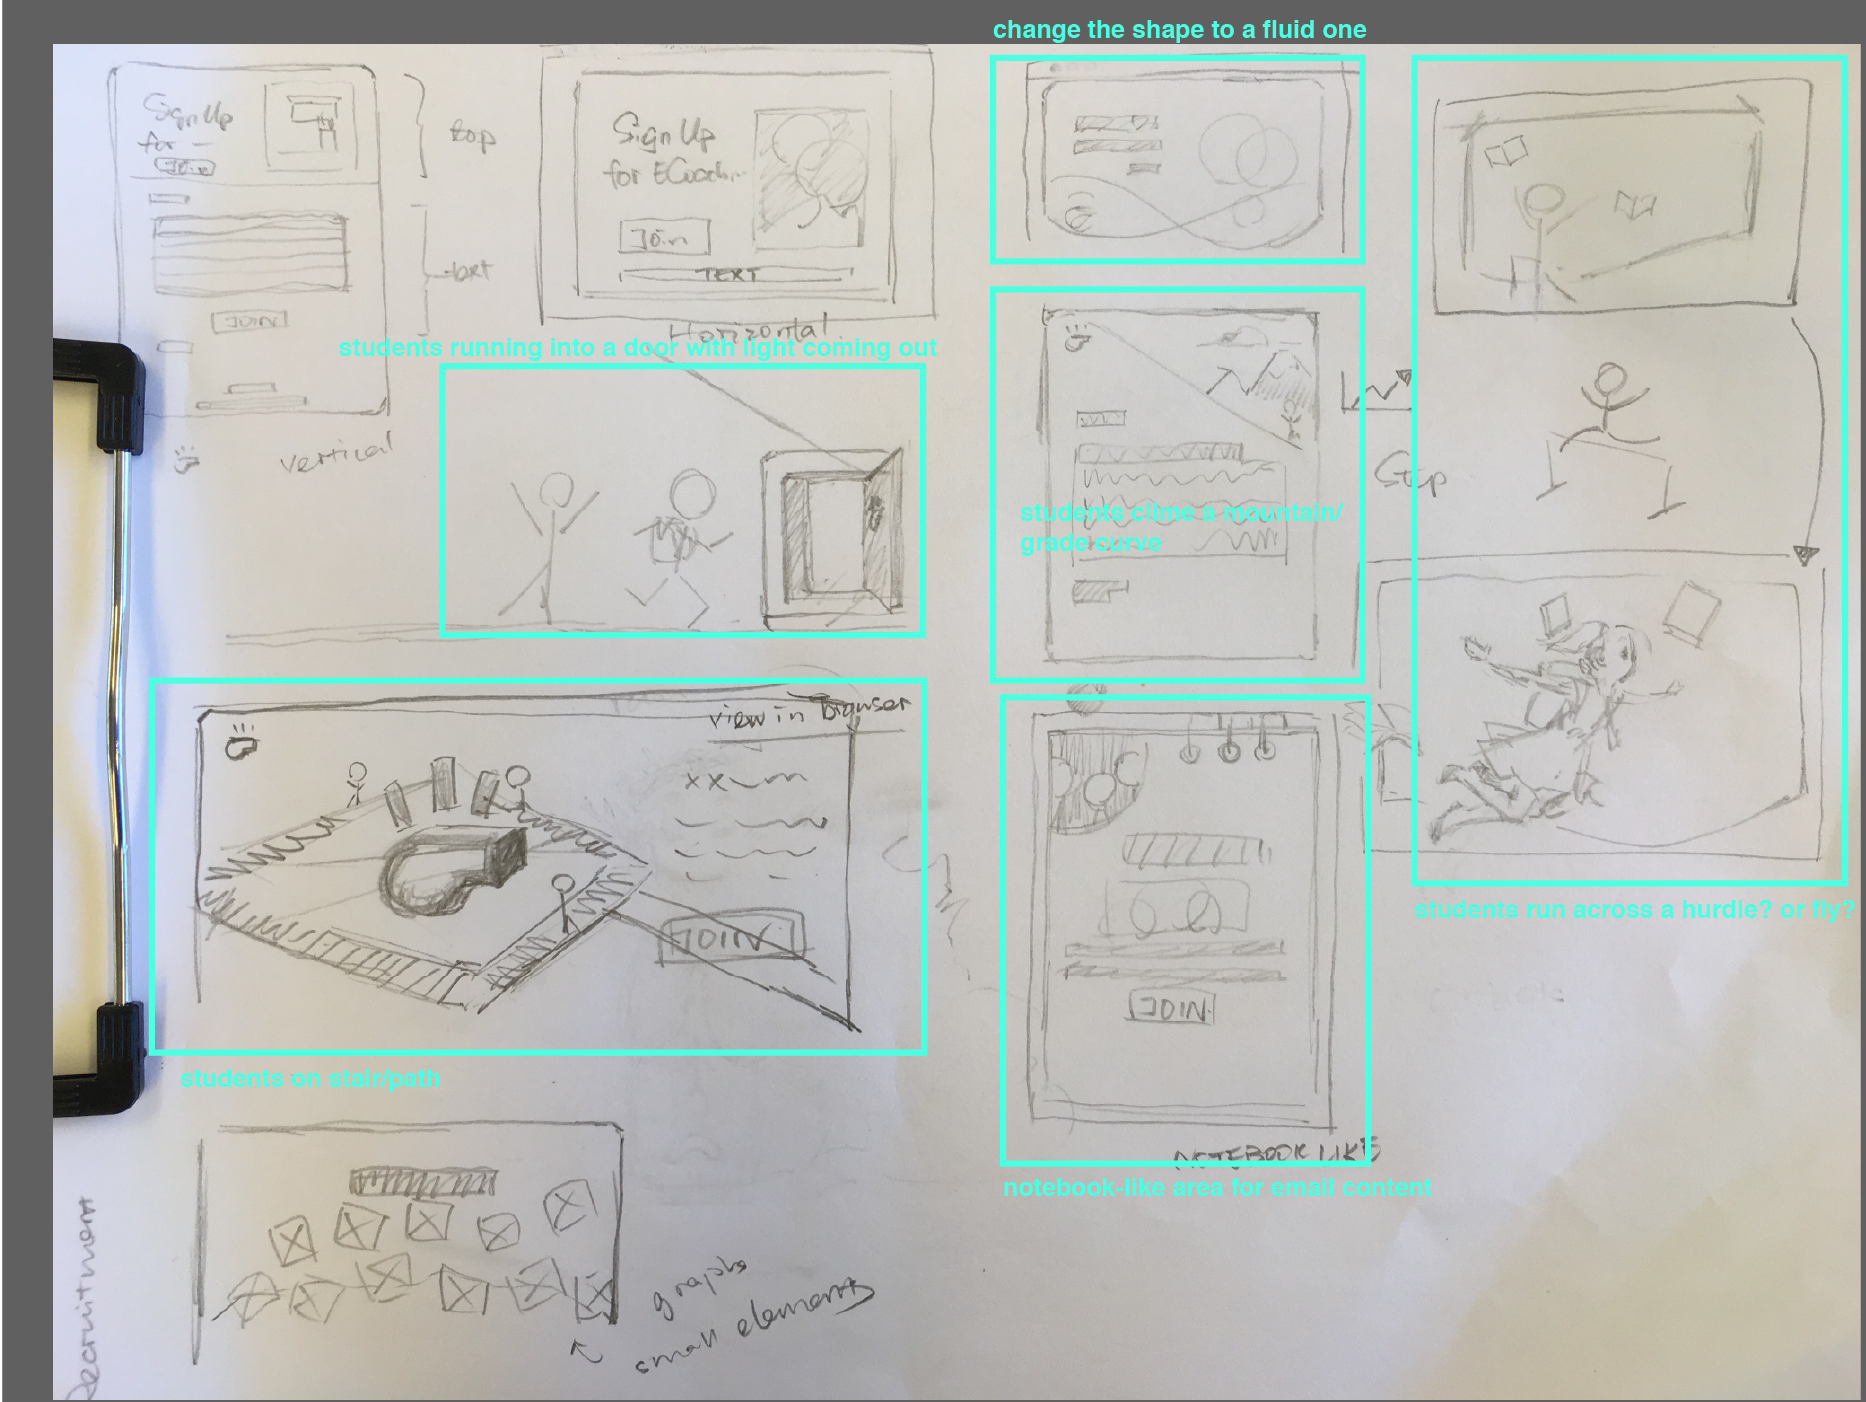 change the shape to a fluid one
Sign Up
for
Join
top
text
JOIN
vertical
Sign Up
for ECoach..
Join
TEXT
Horizontal
students running into a door with light coming out
students clime a mountain/
grade curve
view in browser
JOIN
students on stair/path
JOIN
NOTEBOOK LIKE
notebook-like area for email content
students run across a hurdle? or fly?
graphs
small elements
Recruitment